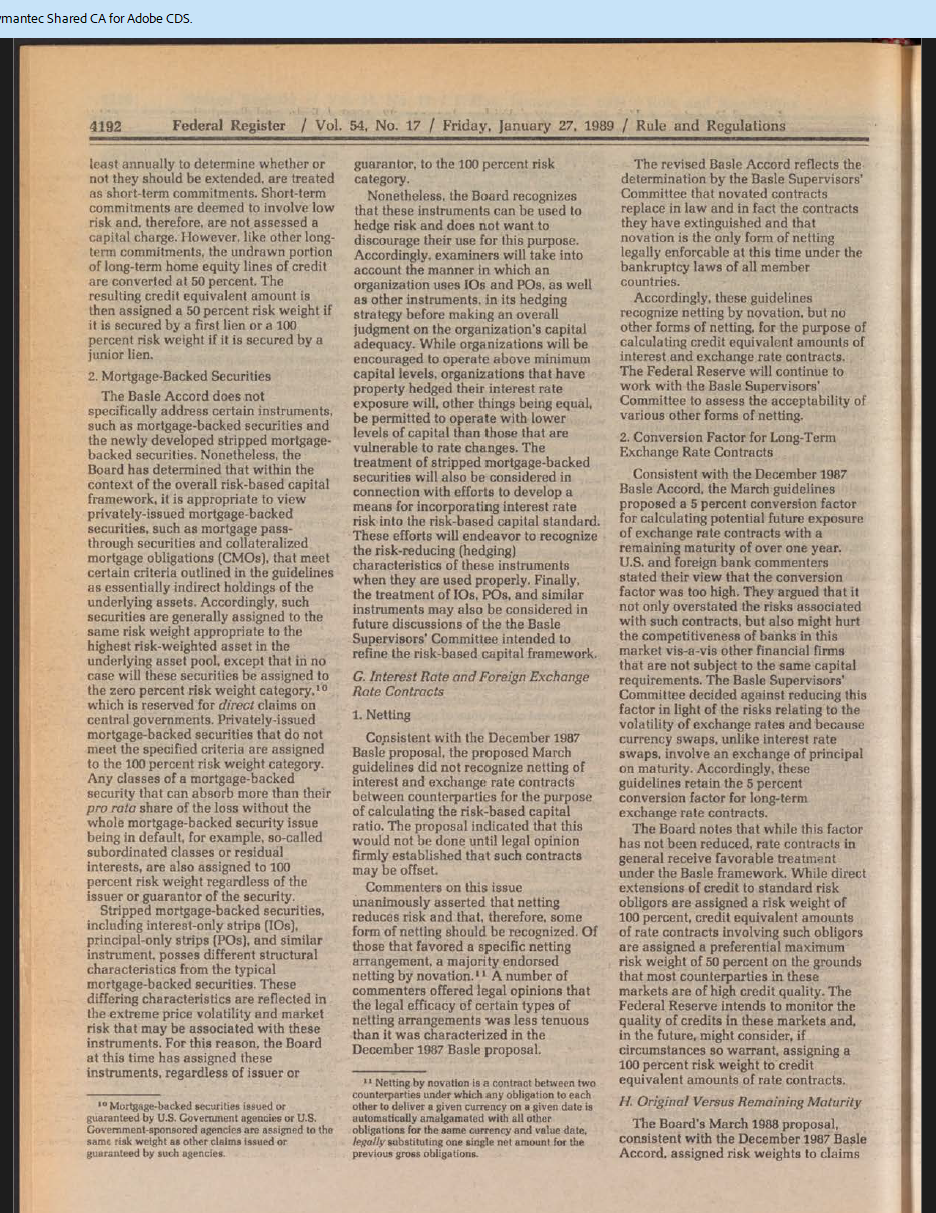 ymantec Shared CA for Adobe CDS.
4192 Federal Register / Vol. 54, No. 17 / Friday, January 27, 1989 / Rule and Regulations
least annually to determine whether or
not they should be extended, are treated
as short-term commitments. Short-term
commitments are deemed to involve low
risk and, therefore, are not assessed a
capital charge. However, like other long-
term commitments, the undrawn portion
of long-term home equity lines of credit
are converted at 50 percent. The
resulting credit equivalent amount is
then assigned a 50 percent risk weight if
it is secured by a first lien or a 100
percent risk weight if it is secured by a
junior lien.
2. Mortgage-Backed Securities
The Basle Accord does not
specifically address certain instruments,
such as mortgage-backed securities and
the newly developed stripped mortgage-
backed securities. Nonetheless, the
Board has determined that within the
context of the overall risk-based capital
framework, it is appropriate to view
privately-issued mortgage-backed
securities, such as mortgage pass-
through securities and collateralized
mortgage obligations (CMOs), that meet
certain criteria outlined in the guidelines
as essentially indirect holdings of the
underlying assets. Accordingly, such
securities are generally assigned to the
same risk weight appropriate to the
highest risk-weighted asset in the
underlying asset pool, except that in no
case will these securities be assigned to
the zero percent risk weight category,¹⁰
which is reserved for direct claims on
central governments. Privately-issued
mortgage-backed securities that do not
meet the specified criteria are assigned
to the 100 percent risk weight category.
Any classes of a mortgage-backed
security that can absorb more than their
pro rata share of the loss without the
whole mortgage-backed security issue
being in default, for example, so-called
subordinated classes or residual
interests, are also assigned to 100
percent risk weight regardless of the
issuer or guarantor of the security.
Stripped mortgage-backed securities,
including interest-only strips (IOs),
principal-only strips (POs), and similar
instrument, posses different structural
characteristics from the typical
mortgage-backed securities. These
differing characteristics are reflected in
the extreme price volatility and market
risk that may be associated with these
instruments. For this reason, the Board
at this time has assigned these
instruments, regardless of issuer or
¹⁰ Mortgage-backed securities issued or
guaranteed by U.S. Government agencies or U.S.
Government-sponsored agencies are assigned to the
same risk weight as other claims issued or
guaranteed by such agencies.
guarantor, to the 100 percent risk
category.
Nonetheless, the Board recognizes
that these instruments can be used to
hedge risk and does not want to
discourage their use for this purpose.
Accordingly, examiners will take into
account the manner in which an
organization uses IOs and POs, as well
as other instruments, in its hedging
strategy before making an overall
judgment on the organization's capital
adequacy. While organizations will be
encouraged to operate above minimum
capital levels, organizations that have
property hedged their interest rate
exposure will, other things being equal,
be permitted to operate with lower
levels of capital than those that are
vulnerable to rate changes. The
treatment of stripped mortgage-backed
securities will also be considered in
connection with efforts to develop a
means for incorporating interest rate
risk into the risk-based capital standard.
These efforts will endeavor to recognize
the risk-reducing (hedging)
characteristics of these instruments
when they are used properly. Finally,
the treatment of IOs, POs, and similar
instruments may also be considered in
future discussions of the the Basle
Supervisors' Committee intended to
refine the risk-based capital framework.
G. Interest Rate and Foreign Exchange
Rate Contracts
1. Netting
Consistent with the December 1987
Basle proposal, the proposed March
guidelines did not recognize netting of
interest and exchange rate contracts
between counterparties for the purpose
of calculating the risk-based capital
ratio. The proposal indicated that this
would not be done until legal opinion
firmly established that such contracts
may be offset.
Commenters on this issue
unanimously asserted that netting
reduces risk and that, therefore, some
form of netting should be recognized. Of
those that favored a specific netting
arrangement, a majority endorsed
netting by novation.¹¹ A number of
commenters offered legal opinions that
the legal efficacy of certain types of
netting arrangements was less tenuous
than it was characterized in the
December 1987 Basle proposal.
¹¹ Netting by novation is a contract between two
counterparties under which any obligation to each
other to deliver a given currency on a given date is
automatically amalgamated with all other
obligations for the same currency and value date,
legally substituting one single net amount for the
previous gross obligations.
The revised Basle Accord reflects the
determination by the Basle Supervisors'
Committee that novated contracts
replace in law and in fact the contracts
they have extinguished and that
novation is the only form of netting
legally enforcable at this time under the
bankruptcy laws of all member
countries.
Accordingly, these guidelines
recognize netting by novation, but no
other forms of netting, for the purpose of
calculating credit equivalent amounts of
interest and exchange rate contracts.
The Federal Reserve will continue to
work with the Basle Supervisors'
Committee to assess the acceptability of
various other forms of netting.
2. Conversion Factor for Long-Term
Exchange Rate Contracts
Consistent with the December 1987
Basle Accord, the March guidelines
proposed a 5 percent conversion factor
for calculating potential future exposure
of exchange rate contracts with a
remaining maturity of over one year.
U.S. and foreign bank commenters
stated their view that the conversion
factor was too high. They argued that it
not only overstated the risks associated
with such contracts, but also might hurt
the competitiveness of banks in this
market vis-a-vis other financial firms
that are not subject to the same capital
requirements. The Basle Supervisors'
Committee decided against reducing this
factor in light of the risks relating to the
volatility of exchange rates and because
currency swaps, unlike interest rate
swaps, involve an exchange of principal
on maturity. Accordingly, these
guidelines retain the 5 percent
conversion factor for long-term
exchange rate contracts.
The Board notes that while this factor
has not been reduced, rate contracts in
general receive favorable treatment
under the Basle framework. While direct
extensions of credit to standard risk
obligors are assigned a risk weight of
100 percent, credit equivalent amounts
of rate contracts involving such obligors
are assigned a preferential maximum
risk weight of 50 percent on the grounds
that most counterparties in these
markets are of high credit quality. The
Federal Reserve intends to monitor the
quality of credits in these markets and,
in the future, might consider, if
circumstances so warrant, assigning a
100 percent risk weight to credit
equivalent amounts of rate contracts.
H. Original Versus Remaining Maturity
The Board's March 1988 proposal,
consistent with the December 1987 Basle
Accord, assigned risk weights to claims